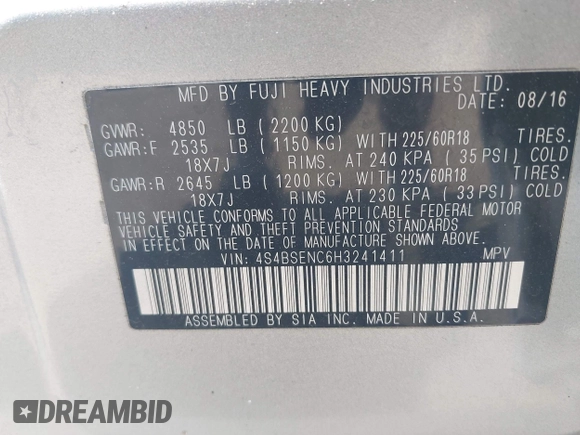 MFD BY FUJI HEAVY INDUSTRIES LTD.
DATE: 08/16
GVWR: 4850 LB (2200 KG)
GAWR:F 2535 LB (1150 KG) WITH 225/60R18 TIRES.
18X7J RIMS. AT 240 KPA (35 PSI) COLD
GAWR:R 2645 LB (1200 KG) WITH 225/60R18 TIRES.
18X7J RIMS. AT 230 KPA (33 PSI) COLD
THIS VEHICLE CONFORMS TO ALL APPLICABLE FEDERAL MOTOR
VEHICLE SAFETY AND THEFT PREVENTION STANDARDS
IN EFFECT ON THE DATE OF MANUFACTURE SHOWN ABOVE.
VIN: 4S4BSENC6H3241411 MPV
ASSEMBLED BY SIA INC. MADE IN U.S.A.
DREAMBID